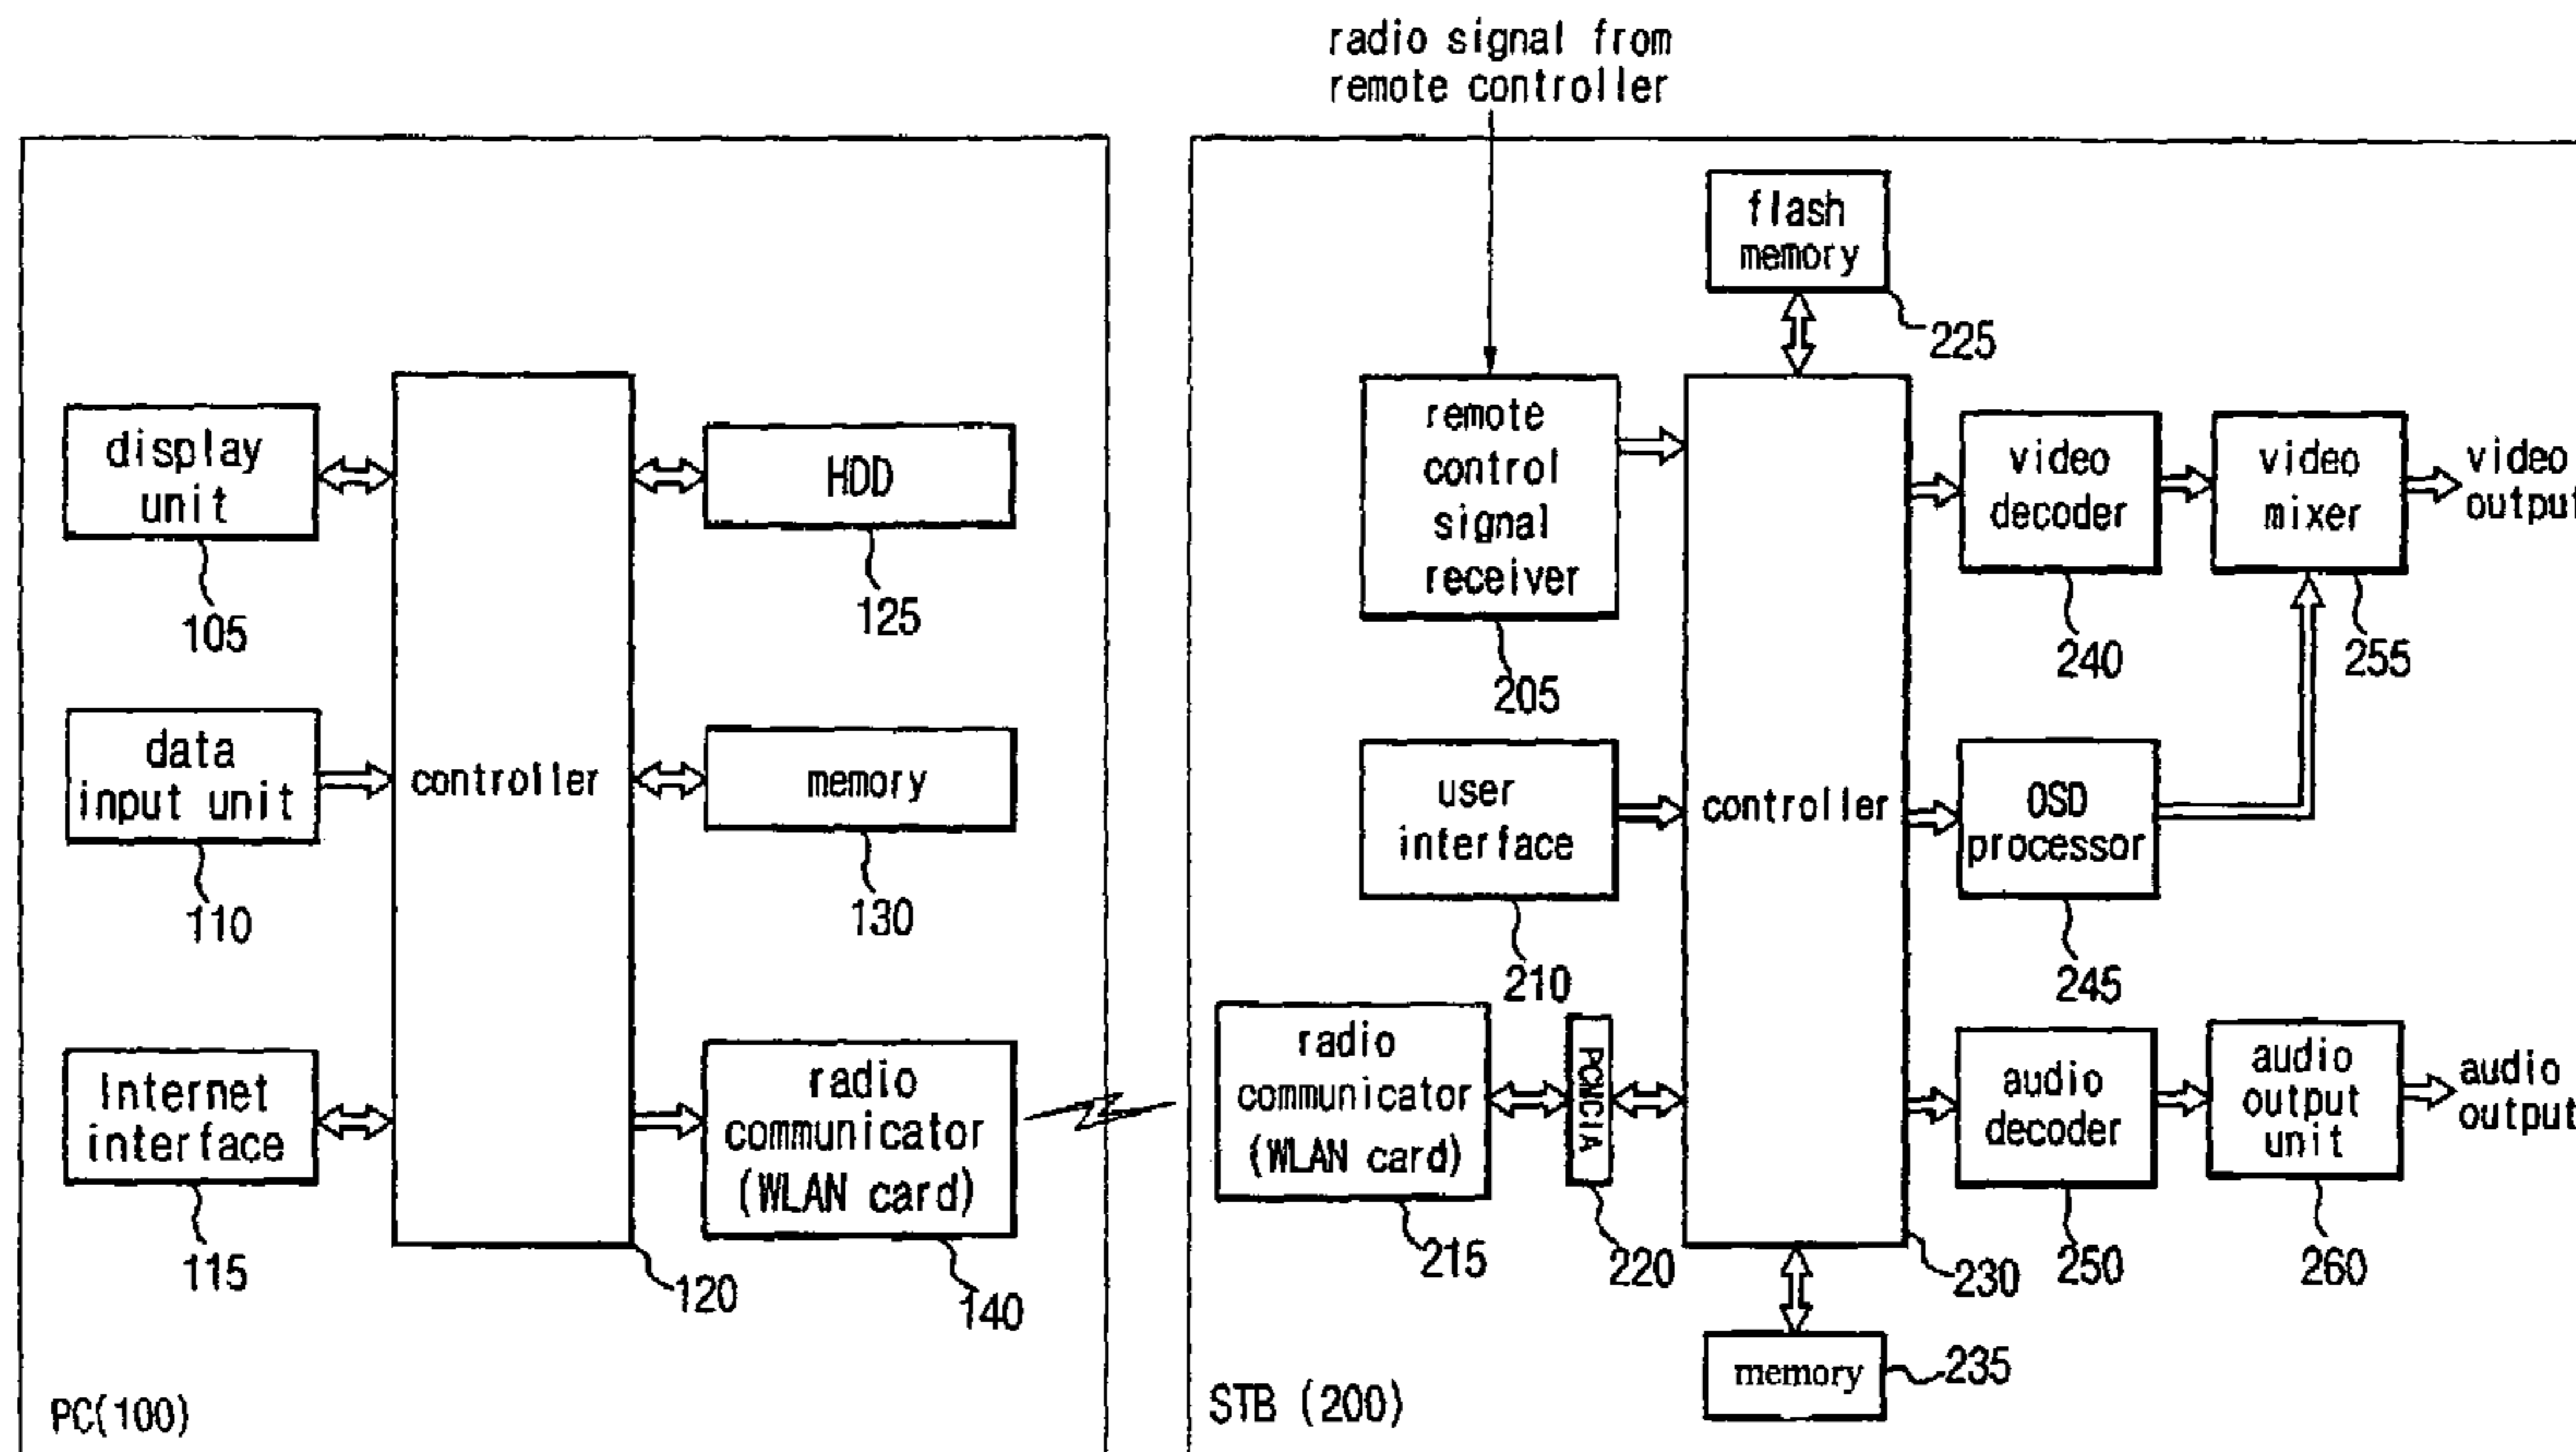 radio signal from
remote controller
display
unit
105
data
input unit
110
Internet
interface
115
controller
120
HDD
125
memory
130
radio
communicator
(WLAN card)
140
PC(100)
flash
memory
225
remote
control
signal
receiver
205
user
interface
210
radio
communicator
(WLAN card)
215
PCMCIA
220
controller
230
memory
235
video
decoder
240
video
mixer
255
video
output
OSD
processor
245
audio
decoder
250
audio
output
unit
260
audio
output
STB (200)